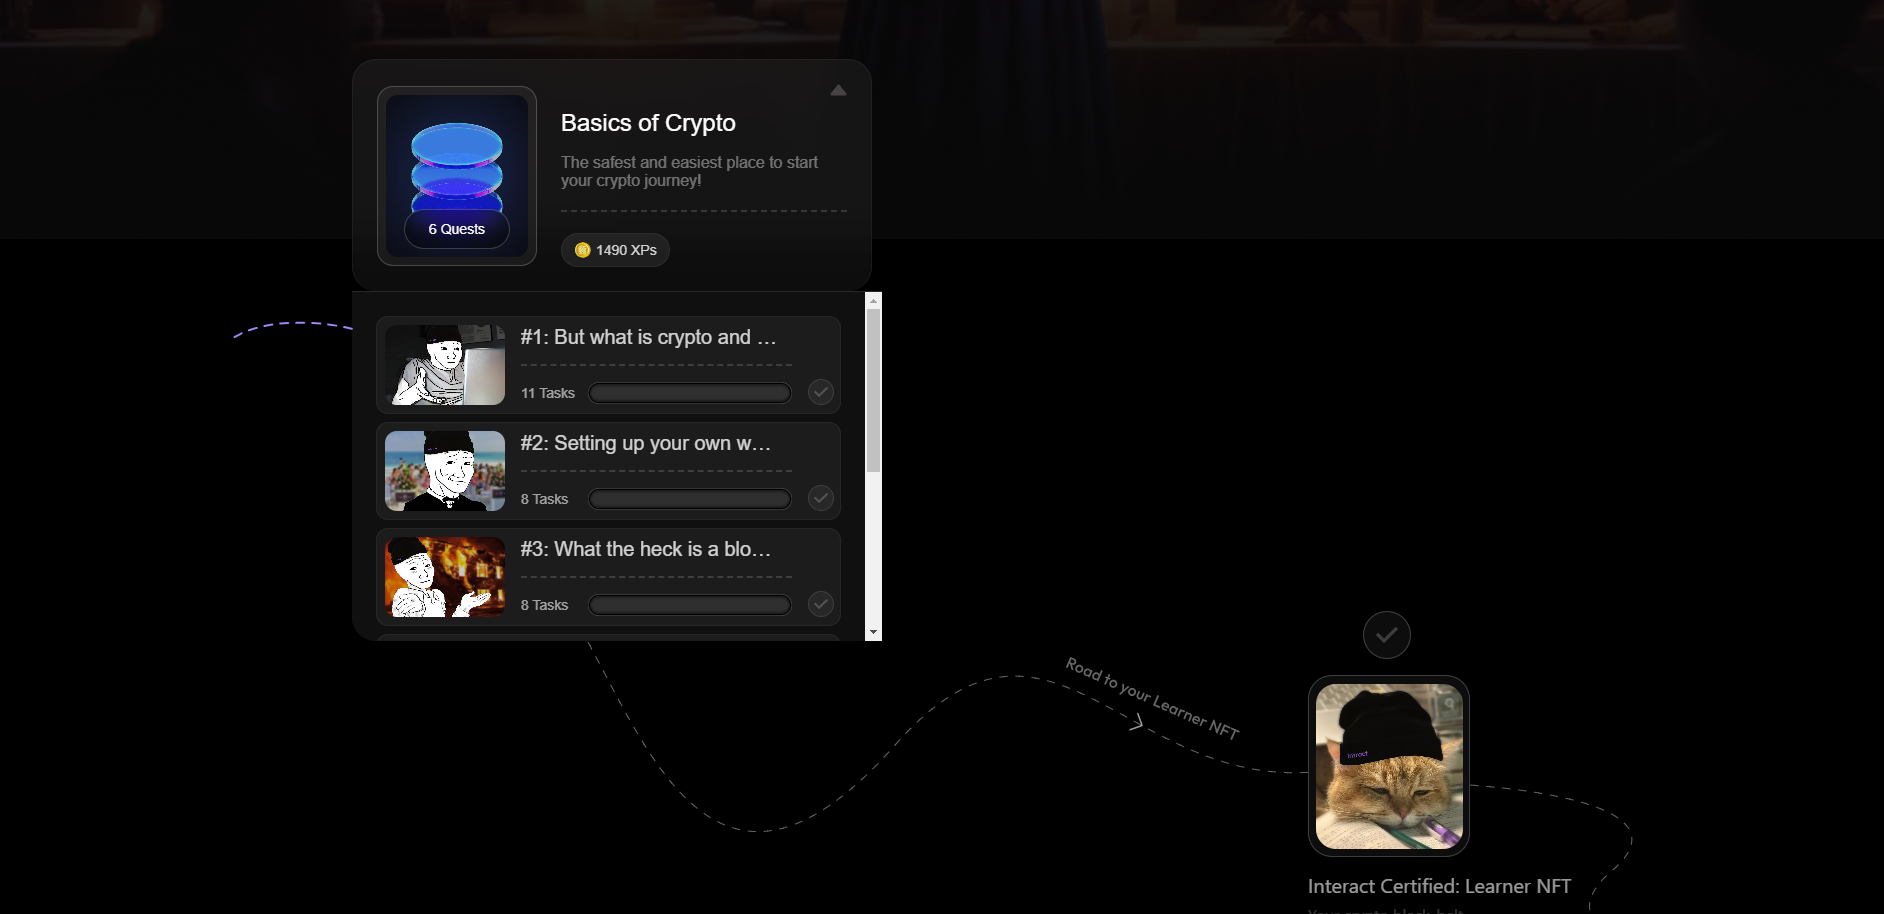 Basics of Crypto
The safest and easiest place to start
your crypto journey!
6 Quests
1490 XPs
#1: But what is crypto and ...
11 Tasks
#2: Setting up your own w...
8 Tasks
#3: What the heck is a blo...
8 Tasks
Road to your Learner NFT
Interact
Interact Certified: Learner NFT